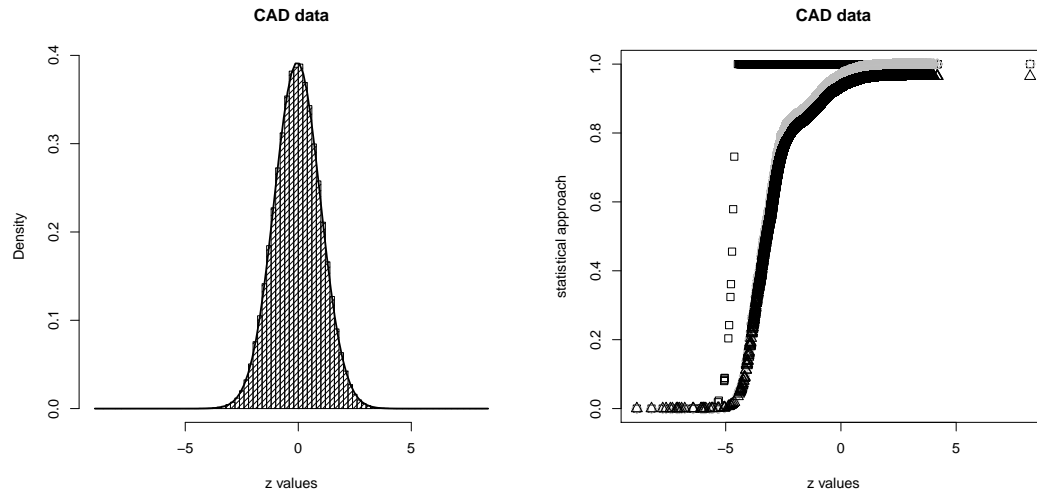 CAD data
Density
0.4
0.3
0.2
0.1
0.0
−5
0
5
z values
CAD data
statistical approach
1.0
0.8
0.6
0.4
0.2
0.0
−5
0
5
z values